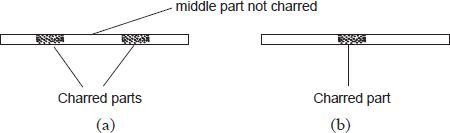 middle part not charred
Charred parts
Charred part
(a)
(b)